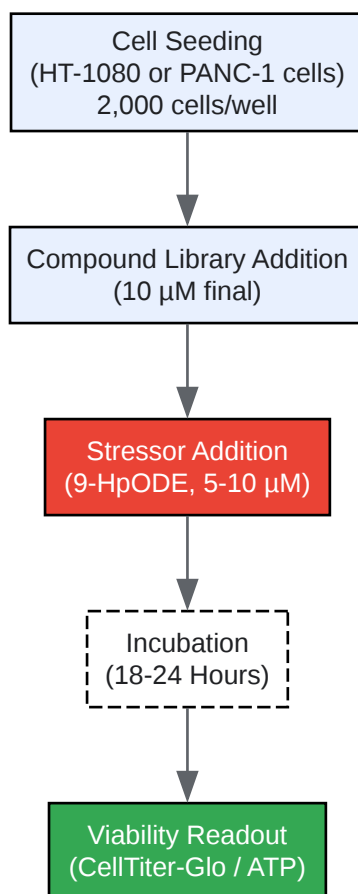 Cell Seeding
(HT-1080 or PANC-1 cells)
2,000 cells/well
Compound Library Addition
(10 µM final)
Stressor Addition
(9-HpODE, 5-10 µM)
Incubation
(18-24 Hours)
Viability Readout
(CellTiter-Glo / ATP)